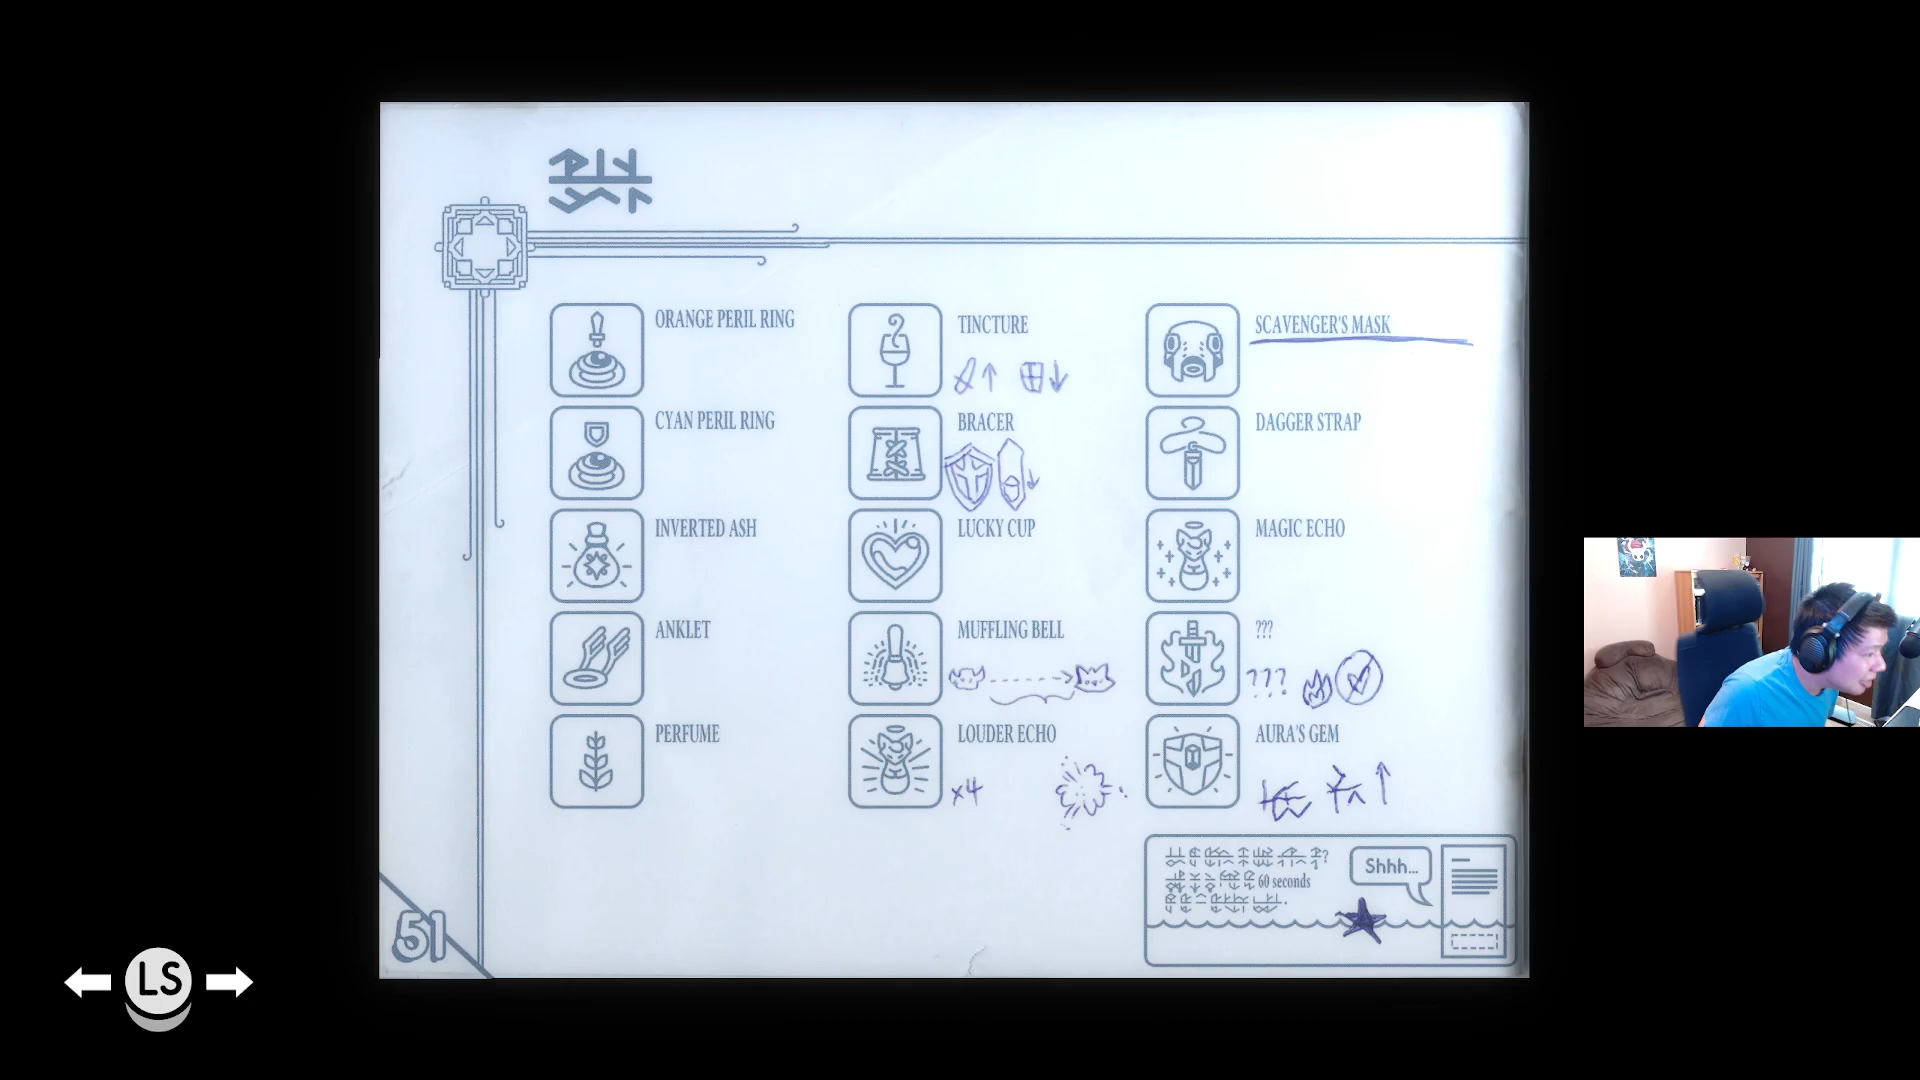 ORANGE PERIL RING
CYAN PERIL RING
INVERTED ASH
ANKLET
PERFUME
TINCTURE
BRACER
LUCKY CUP
MUFFLING BELL
LOUDER ECHO
x4
SCAVENGER'S MASK
DAGGER STRAP
MAGIC ECHO
???
???
AURA'S GEM
?
60 seconds
Shhh...
51
LS